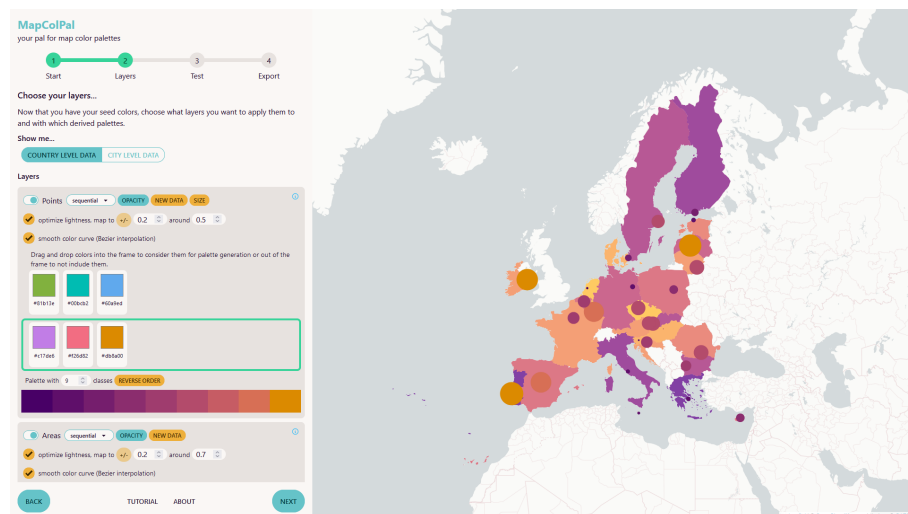 MapColPal
your pal for map color palettes
1 2 3 4
Start Layers Test Export
Choose your layers...
Now that you have your seed colors, choose what layers you want to apply them to
and with which derived palettes.
Show me...
COUNTRY LEVEL DATA CITY LEVEL DATA
Layers
Points sequential OPACITY NEW DATA SIZE
optimize lightness, map to +/- 0.2 around 0.5
smooth color curve (Bezier interpolation)
Drag and drop colors into the frame to consider them for palette generation or out of the
frame to not include them.
#81b13e #00bcb2 #60a9ed
#c17de6 #f26d82 #db8a00
Palette with 9 classes REVERSE ORDER
Areas sequential OPACITY NEW DATA
optimize lightness, map to +/- 0.2 around 0.7
smooth color curve (Bezier interpolation)
BACK TUTORIAL ABOUT NEXT